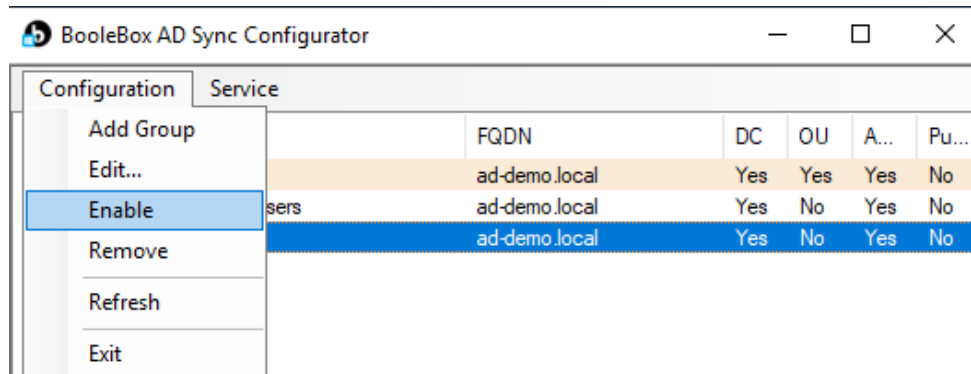 BooleBox AD Sync Configurator
Configuration Service
Add Group
Edit...
Enable
Remove
Refresh
Exit
FQDN DC OU A... Pu...
ad-demo.local Yes Yes Yes No
sers ad-demo.local Yes No Yes No
ad-demo.local Yes No Yes No